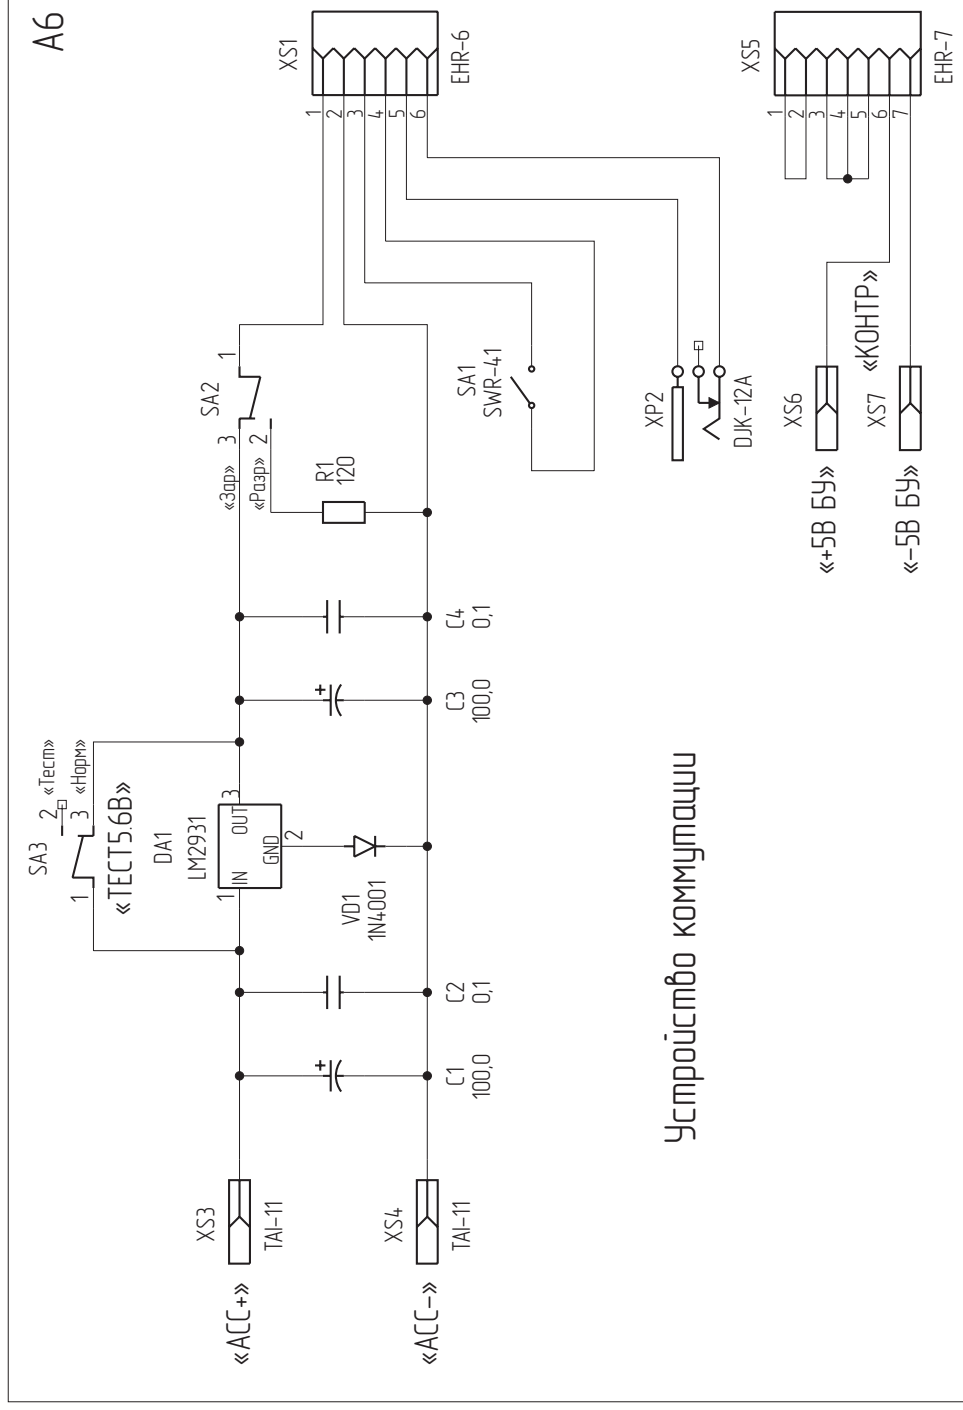 А6
«АСС+»
XS3
TAI-11
«АСС-»
XS4
TAI-11
C1
100,0
C2
0,1
SA3
1
2
3
«Тест»
«Норм»
«ТЕСТ5.6В»
DA1
LM2931
1
IN
OUT
3
GND
2
VD1
1N4001
+
+
C3
100,0
C4
0,1
«Зар»
«Разр»
3
2
SA2
1
R1
120
SA1
SWR-41
XS1
1
2
3
4
5
6
EHR-6
XP2
DJK-12A
XS5
1
2
3
4
5
6
7
EHR-7
«+5В БУ»
XS6
«КОНТР»
«-5В БУ»
XS7
Устройство коммутации